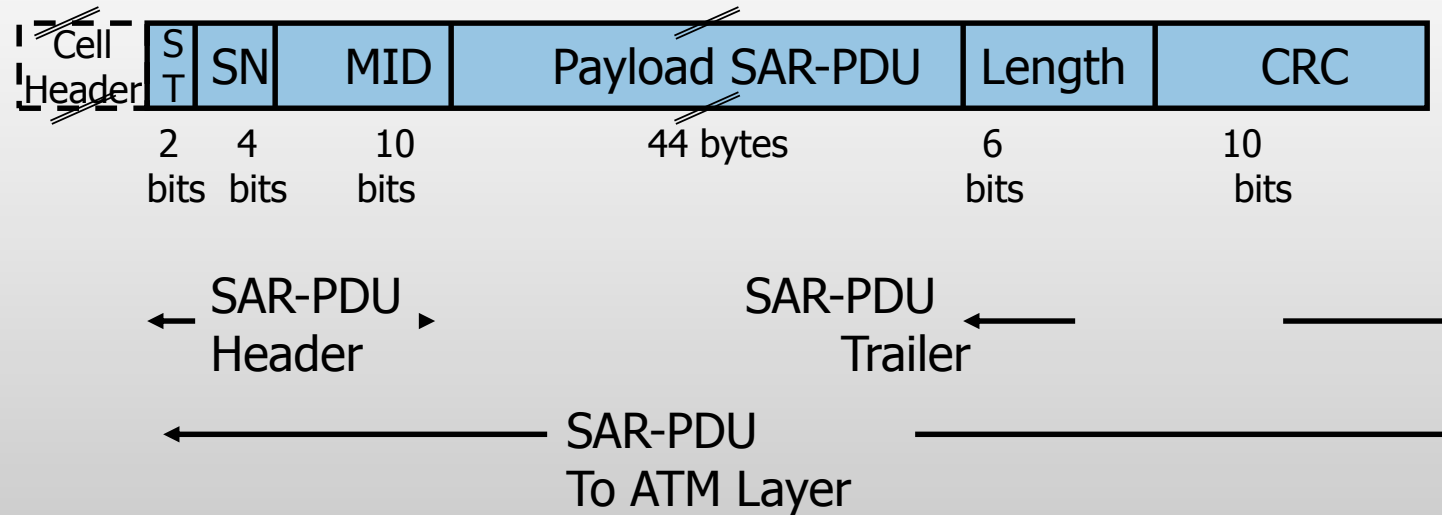 Cell
Header
S
T
SN
MID
Payload SAR-PDU
Length
CRC
2
bits
4
bits
10
bits
44 bytes
6
bits
10
bits
SAR-PDU
Header
SAR-PDU
Trailer
SAR-PDU
To ATM Layer